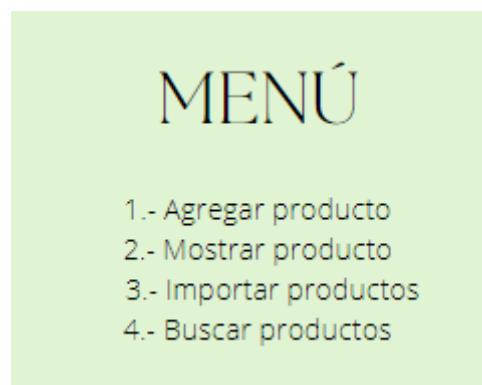 MENÚ
1.- Agregar producto
2.- Mostrar producto
3.- Importar productos
4.- Buscar productos